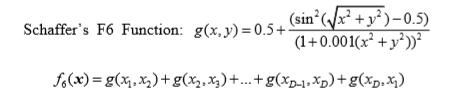 Schaffer's F6 Function: g(x, y) = 0.5 + (sin²(√(x² + y²)) − 0.5) / (1 + 0.001(x² + y²))²
f₆(x) = g(x₁, x₂) + g(x₂, x₃) + ... + g(x_{D−1}, x_D) + g(x_D, x₁)